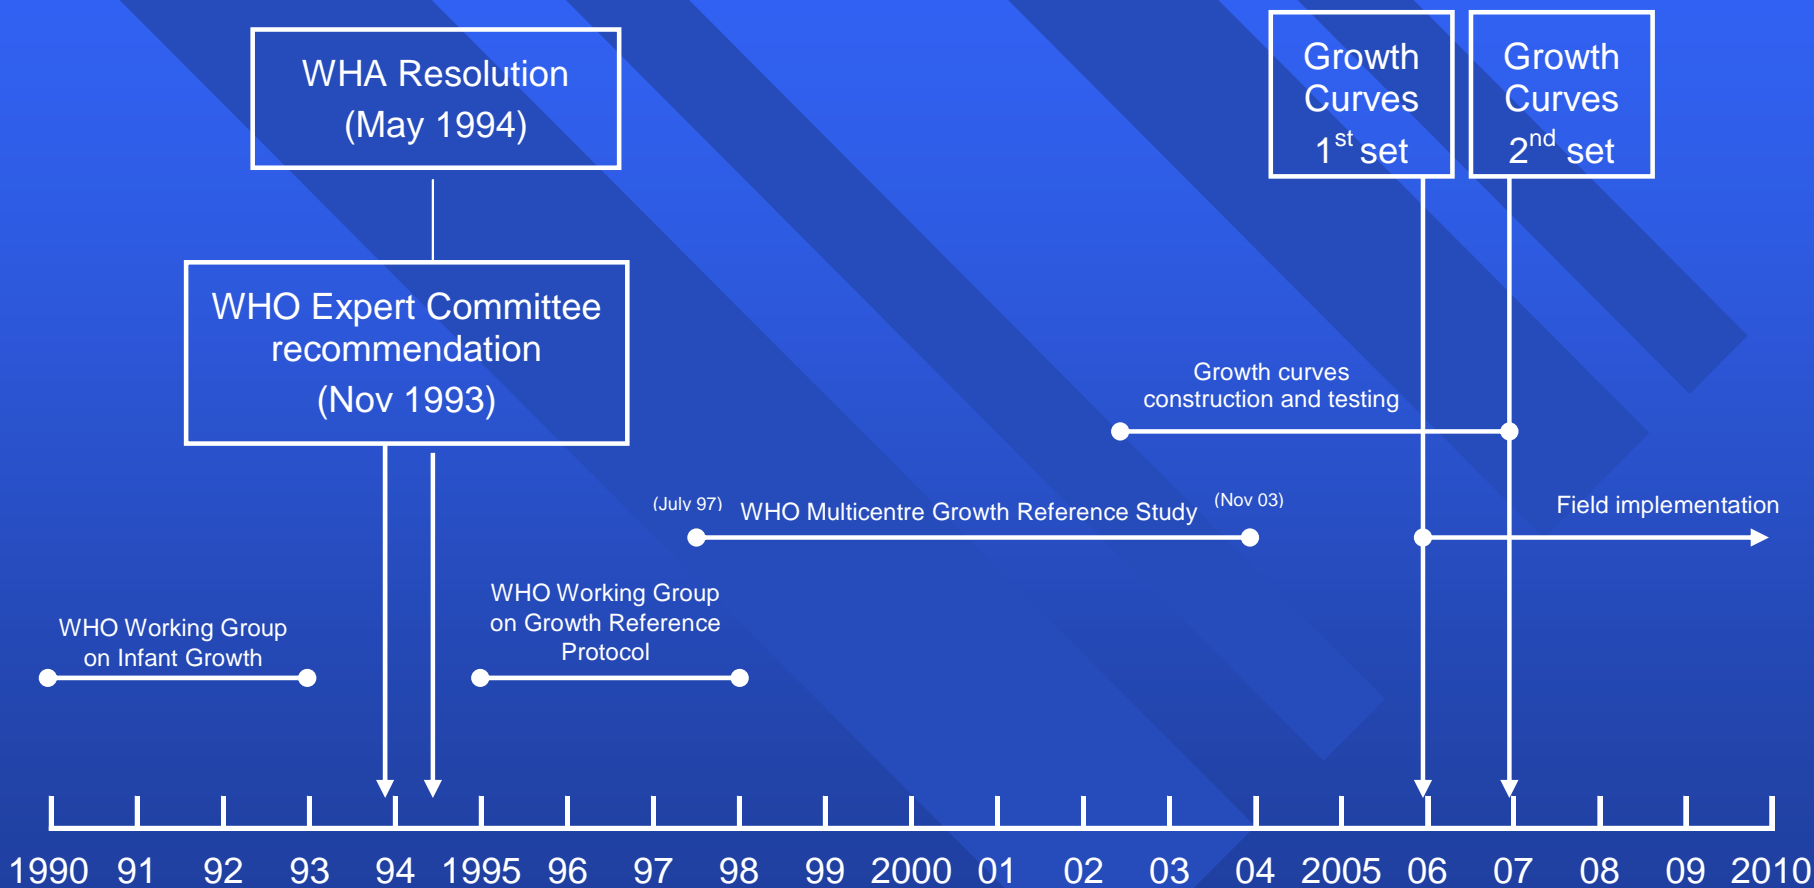 WHA Resolution
(May 1994)
WHO Expert Committee
recommendation
(Nov 1993)
Growth
Curves
1st set
Growth
Curves
2nd set
Growth curves
construction and testing
(July 97)
WHO Multicentre Growth Reference Study
(Nov 03)
Field implementation
WHO Working Group
on Infant Growth
WHO Working Group
on Growth Reference
Protocol
1990 91 92 93 94 1995 96 97 98 99 2000 01 02 03 04 2005 06 07 08 09 2010